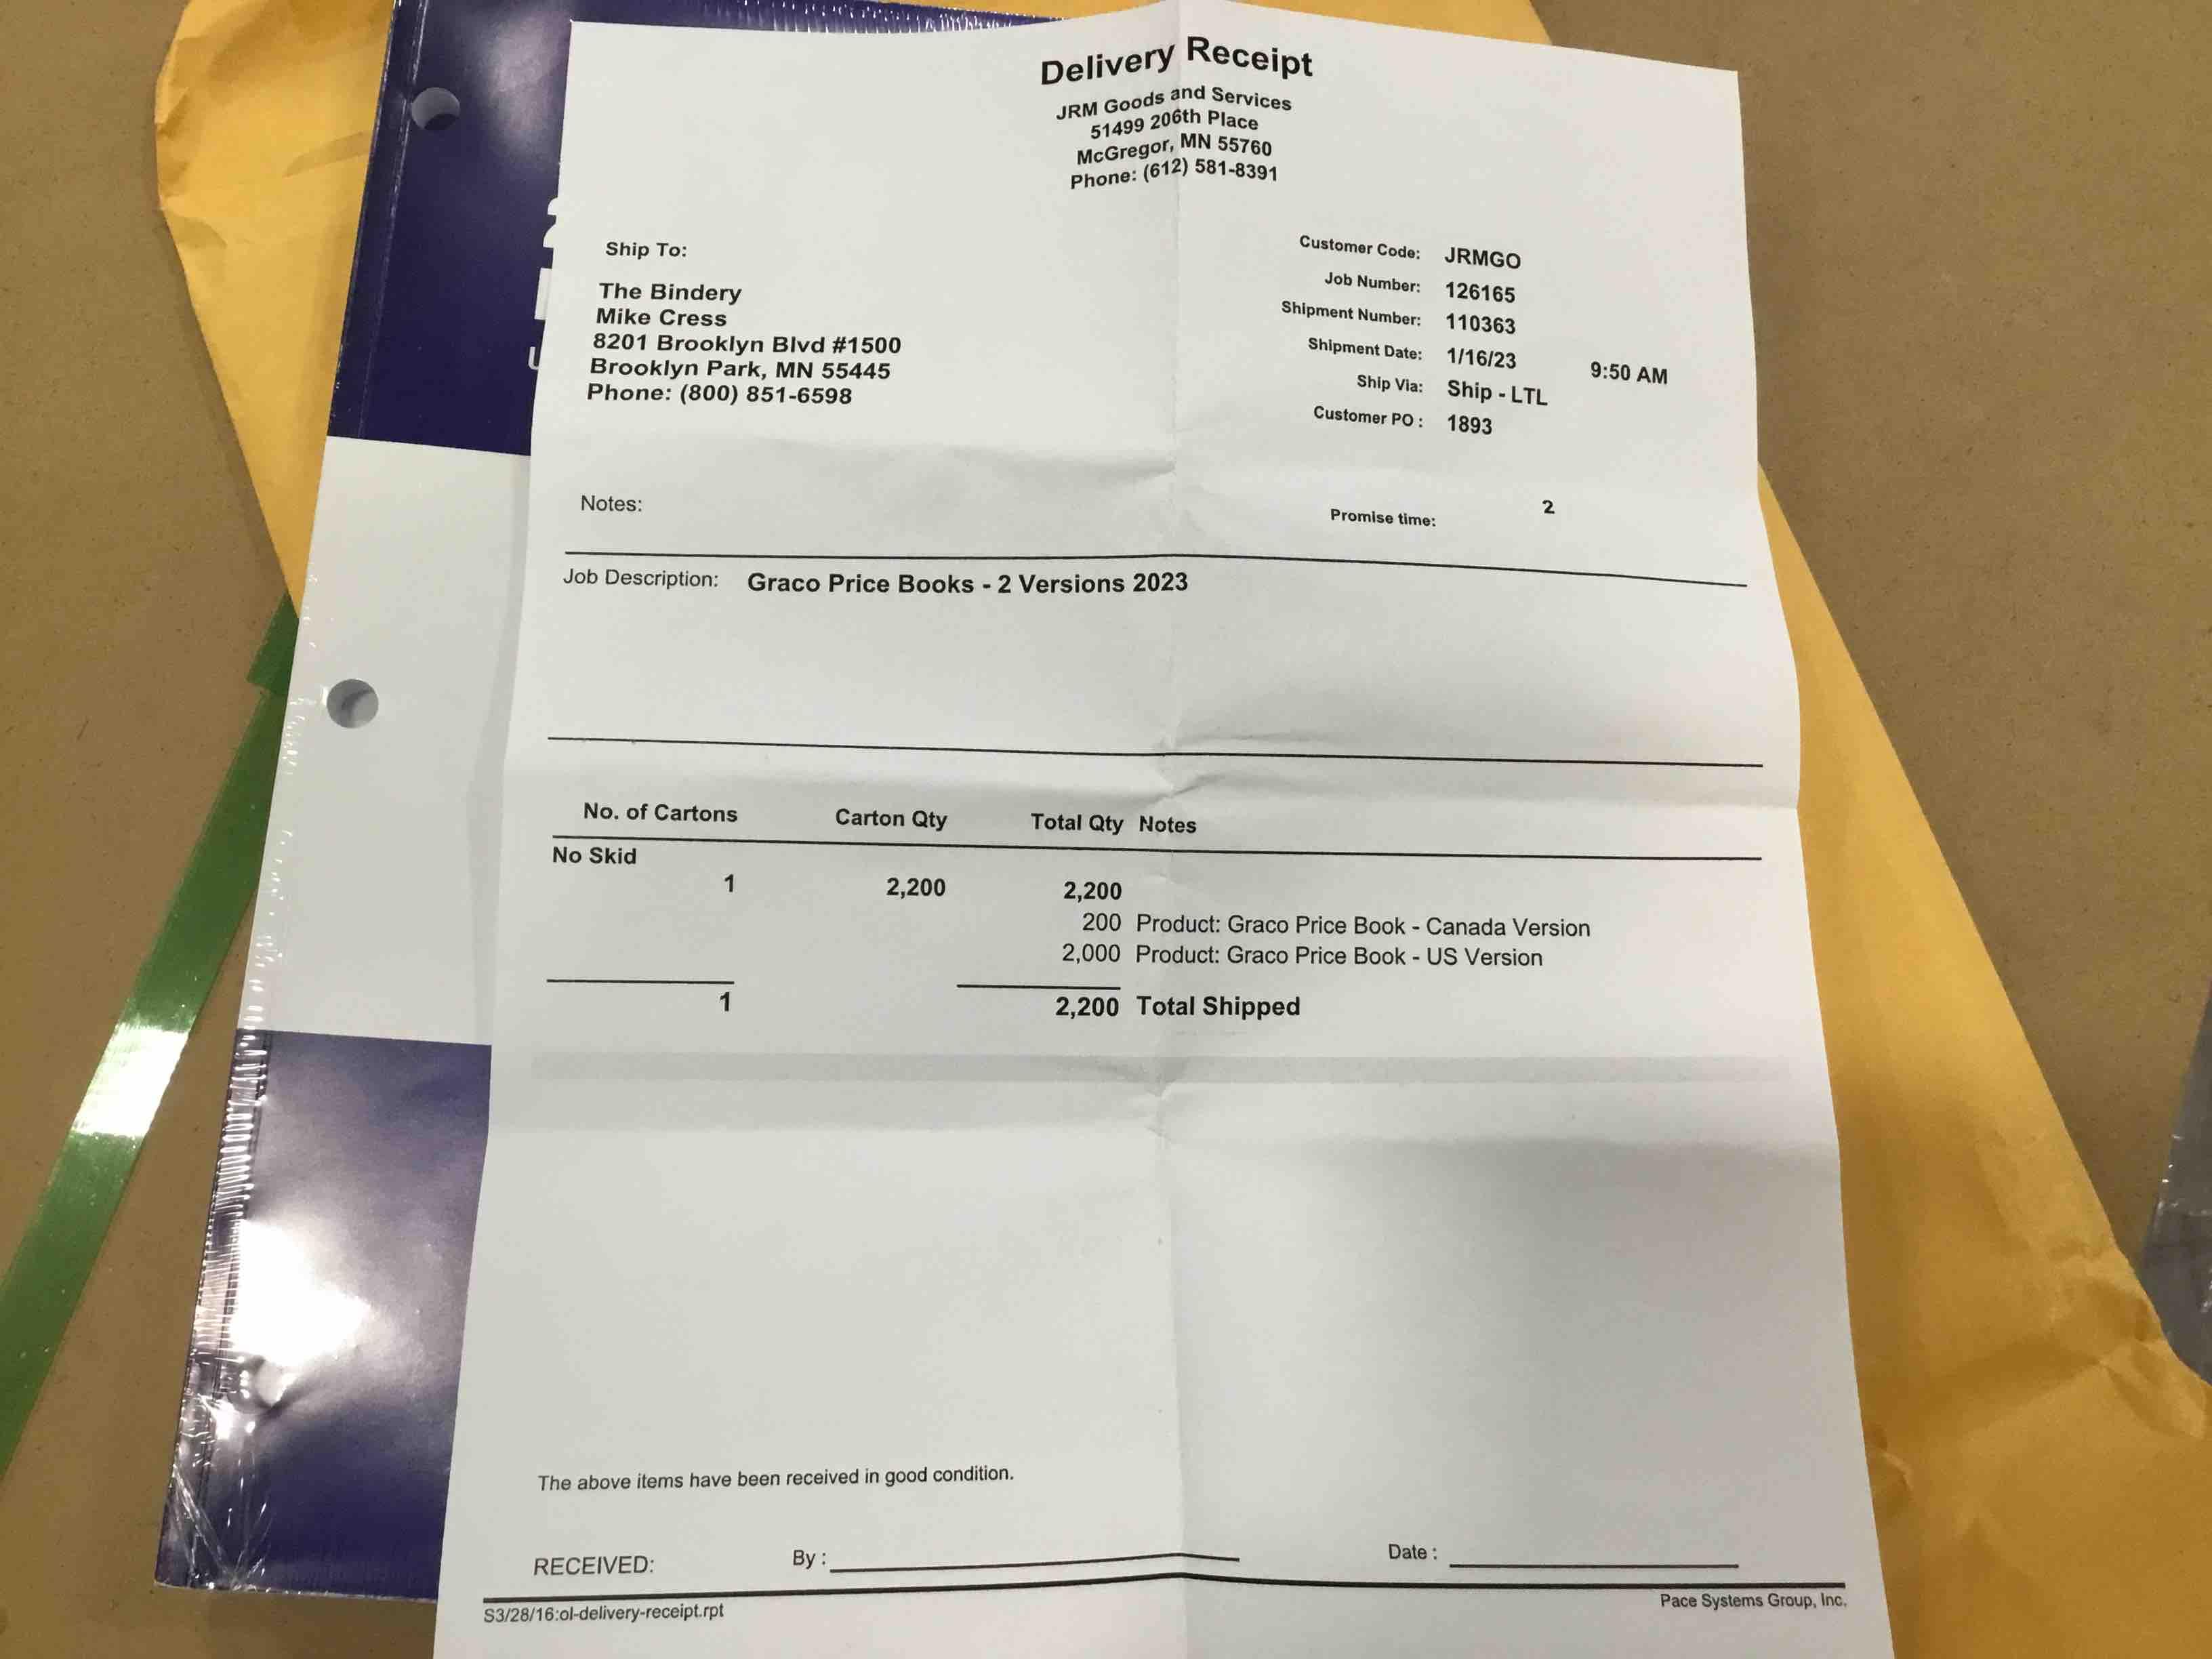 Delivery Receipt
JRM Goods and Services
51499 206th Place
McGregor, MN 55760
Phone: (612) 581-8391
Ship To:
The Bindery
Mike Cress
8201 Brooklyn Blvd #1500
Brooklyn Park, MN 55445
Phone: (800) 851-6598
Customer Code: JRMGO
Job Number: 126165
Shipment Number: 110363
Shipment Date: 1/16/23 9:50 AM
Ship Via: Ship - LTL
Customer PO : 1893
Notes:
Promise time: 2
Job Description: Graco Price Books - 2 Versions 2023
No. of Cartons Carton Qty Total Qty Notes
No Skid
1 2,200 2,200
200 Product: Graco Price Book - Canada Version
2,000 Product: Graco Price Book - US Version
1 2,200 Total Shipped
The above items have been received in good condition.
RECEIVED: By : Date :
S3/28/16:ol-delivery-receipt.rpt Pace Systems Group, Inc.